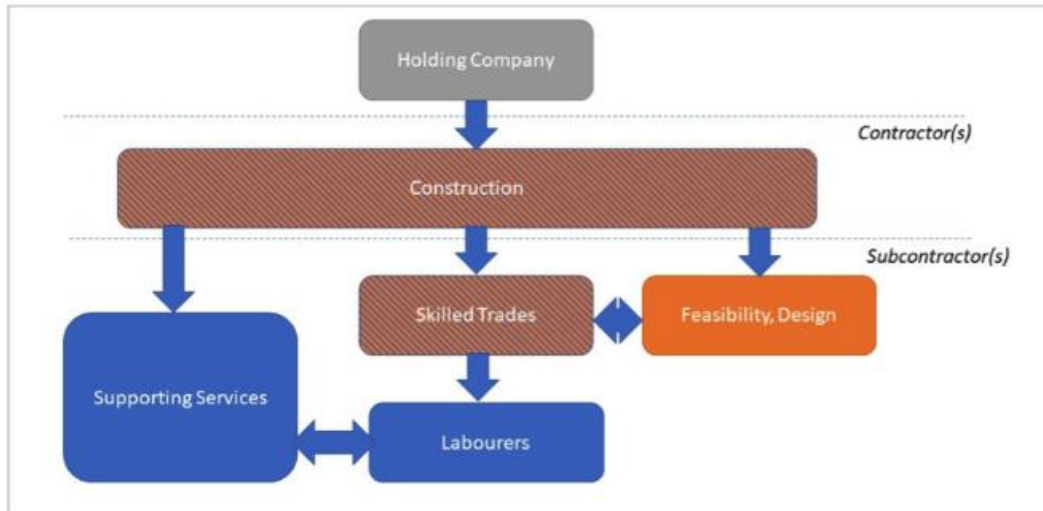 Holding Company
Contractor(s)
Construction
Subcontractor(s)
Skilled Trades
Feasibility, Design
Supporting Services
Labourers